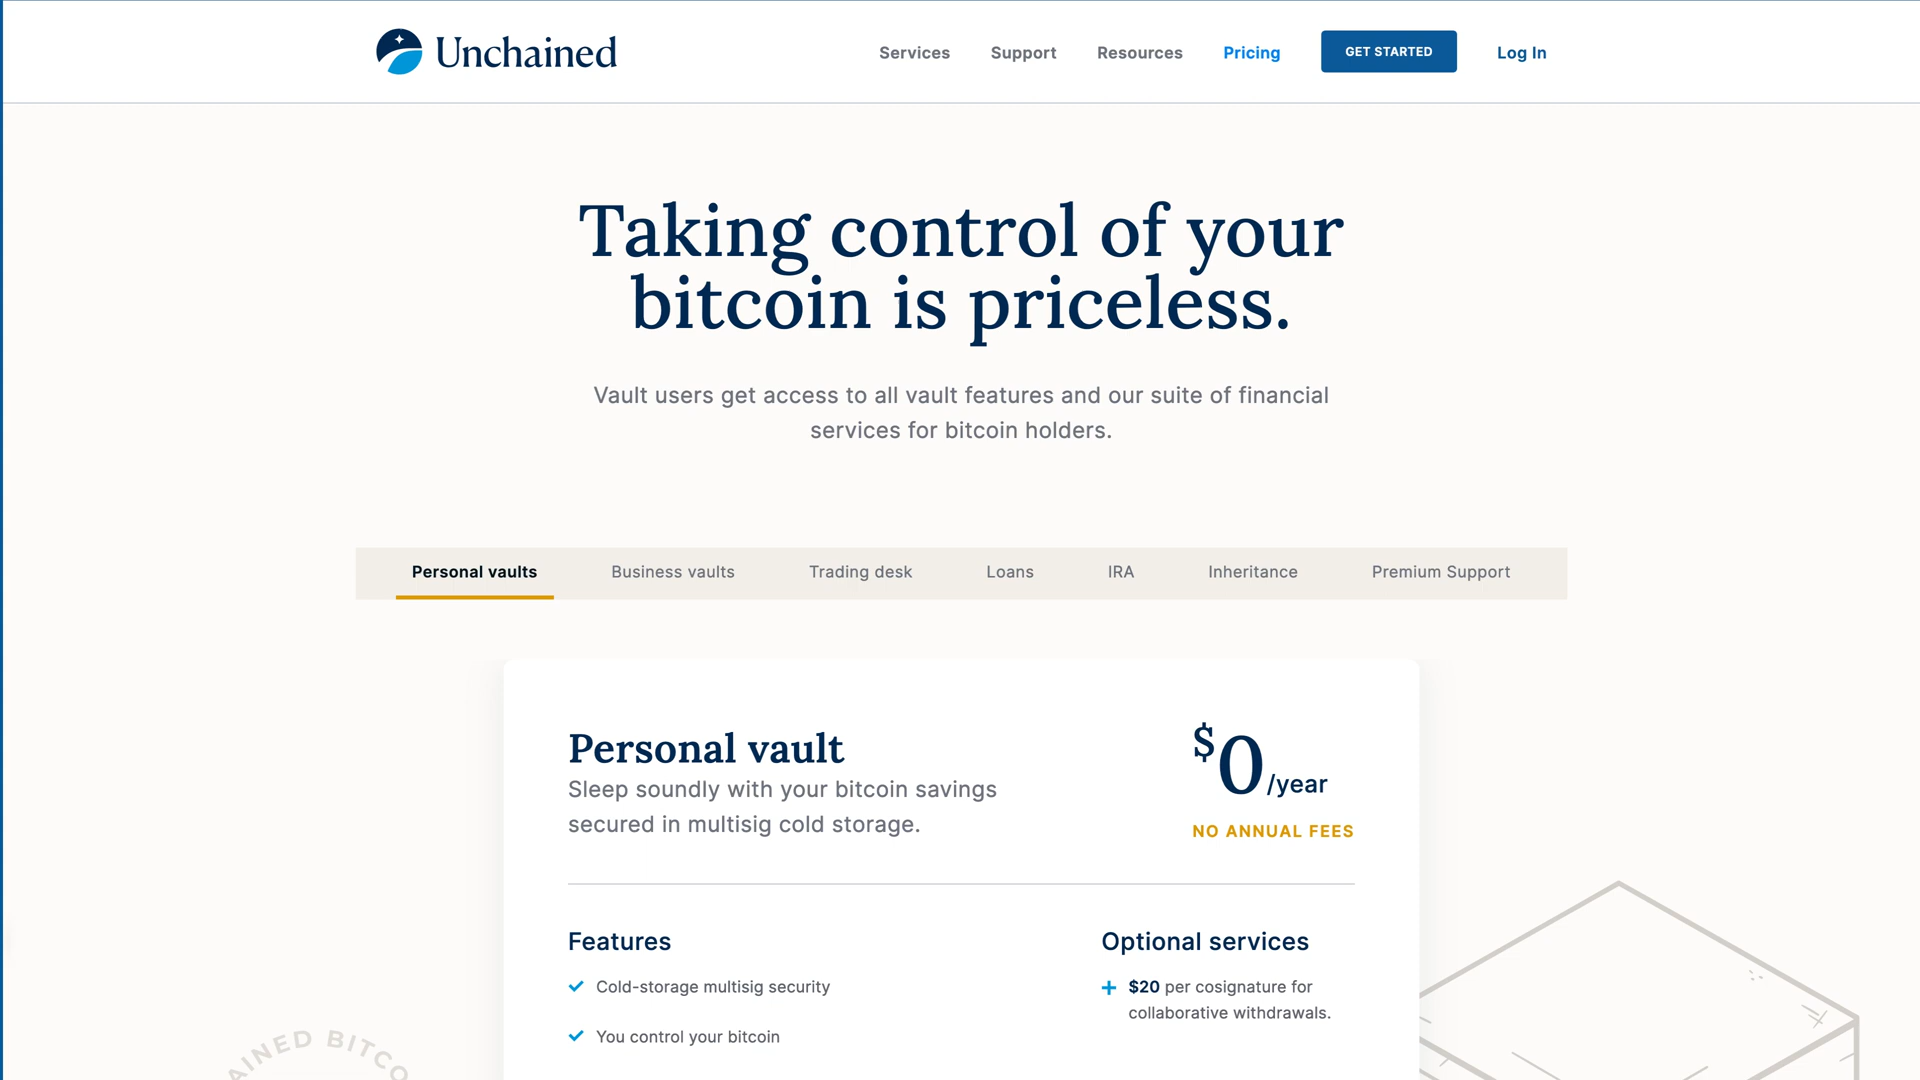 Unchained
Services
Support
Resources
Pricing
GET STARTED
Log In
Taking control of your
bitcoin is priceless.
Vault users get access to all vault features and our suite of financial
services for bitcoin holders.
Personal vaults
Business vaults
Trading desk
Loans
IRA
Inheritance
Premium Support
Personal vault
Sleep soundly with your bitcoin savings
secured in multisig cold storage.
$0/year
NO ANNUAL FEES
Features
Cold-storage multisig security
You control your bitcoin
Optional services
$20 per cosignature for
collaborative withdrawals.
AINED BITCO